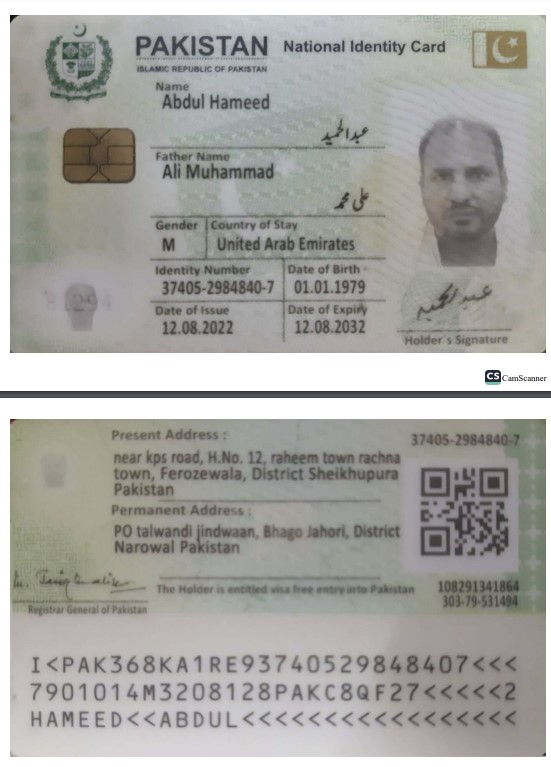 PAKISTAN National Identity Card
ISLAMIC REPUBLIC OF PAKISTAN
Name
Abdul Hameed
عبدالحمید
Father Name
Ali Muhammad
علی محمد
Gender Country of Stay
M United Arab Emirates
Identity Number Date of Birth
37405-2984840-7 01.01.1979
Date of Issue Date of Expiry
12.08.2022 12.08.2032
عبدالحمید
Holder's Signature
CS CamScanner
Present Address : 37405-2984840-7
near kps road, H.No. 12, raheem town rachna
town, Ferozewala, District Sheikhupura
Pakistan
Permanent Address :
PO talwandi jindwaan, Bhago Jahori, District
Narowal Pakistan
The Holder is entitled visa free entry into Pakistan 108291341864
Registrar General of Pakistan 303-79-531494
I<PAK368KA1RE93740529848407<<<
7901014M3208128PAKC8QF27<<<<<2
HAMEED<<ABDUL<<<<<<<<<<<<<<<<<